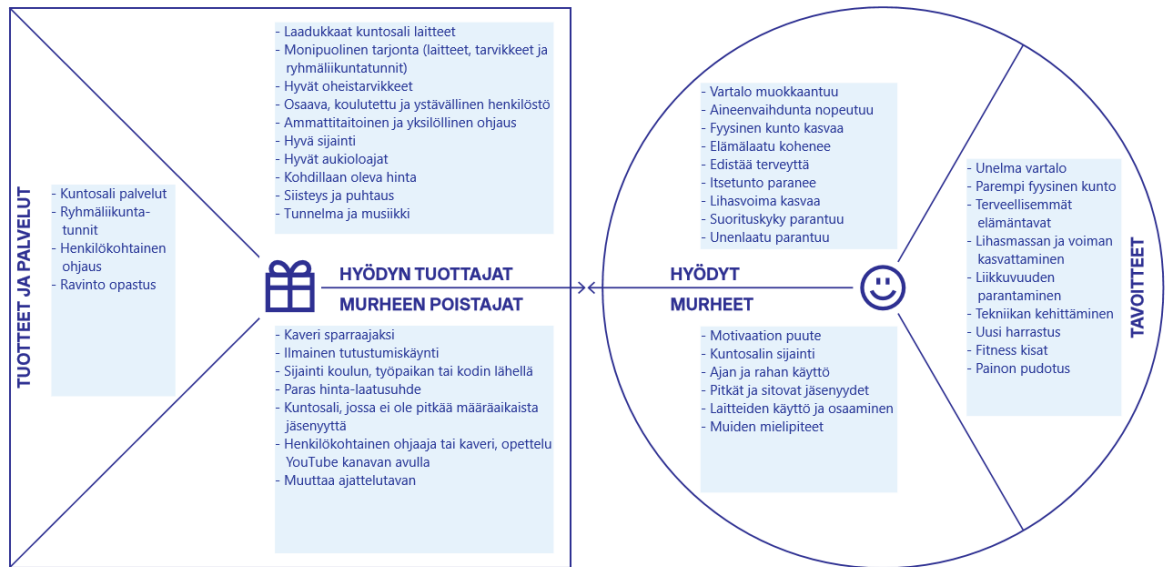 TUOTTEET JA PALVELUT
- Kuntosali palvelut
- Ryhmäliikunta-
tunnit
- Henkilökohtainen
ohjaus
- Ravinto opastus
- Laadukkaat kuntosali laitteet
- Monipuolinen tarjonta (laitteet, tarvikkeet ja
ryhmäliikuntatunnit)
- Hyvät oheistarvikkeet
- Osaava, koulutettu ja ystävällinen henkilöstö
- Ammattitaitoinen ja yksilöllinen ohjaus
- Hyvä sijainti
- Hyvät aukioloajat
- Kohdillaan oleva hinta
- Siisteys ja puhtaus
- Tunnelma ja musiikki
HYÖDYN TUOTTAJAT
MURHEEN POISTAJAT
- Kaveri sparraajaksi
- Ilmainen tutustumiskäynti
- Sijainti koulun, työpaikan tai kodin lähellä
- Paras hinta-laatusuhde
- Kuntosali, jossa ei ole pitkää määräaikaista
jäsenyyttä
- Henkilökohtainen ohjaaja tai kaveri, opettelu
YouTube kanavan avulla
- Muuttaa ajattelutavan
- Vartalo muokkaantuu
- Aineenvaihdunta nopeutuu
- Fyysinen kunto kasvaa
- Elämälaatu kohenee
- Edistää terveyttä
- Itsetunto paranee
- Lihasvoima kasvaa
- Suorituskyky parantuu
- Unenlaatu parantuu
HYÖDYT
MURHEET
- Motivaation puute
- Kuntosalin sijainti
- Ajan ja rahan käyttö
- Pitkät ja sitovat jäsenyydet
- Laitteiden käyttö ja osaaminen
- Muiden mielipiteet
- Unelma vartalo
- Parempi fyysinen kunto
- Terveellisemmät
elämäntavat
- Lihasmassan ja voiman
kasvattaminen
- Liikkuvuuden
parantaminen
- Tekniikan kehittäminen
- Uusi harrastus
- Fitness kisat
- Painon pudotus
TAVOITTEET